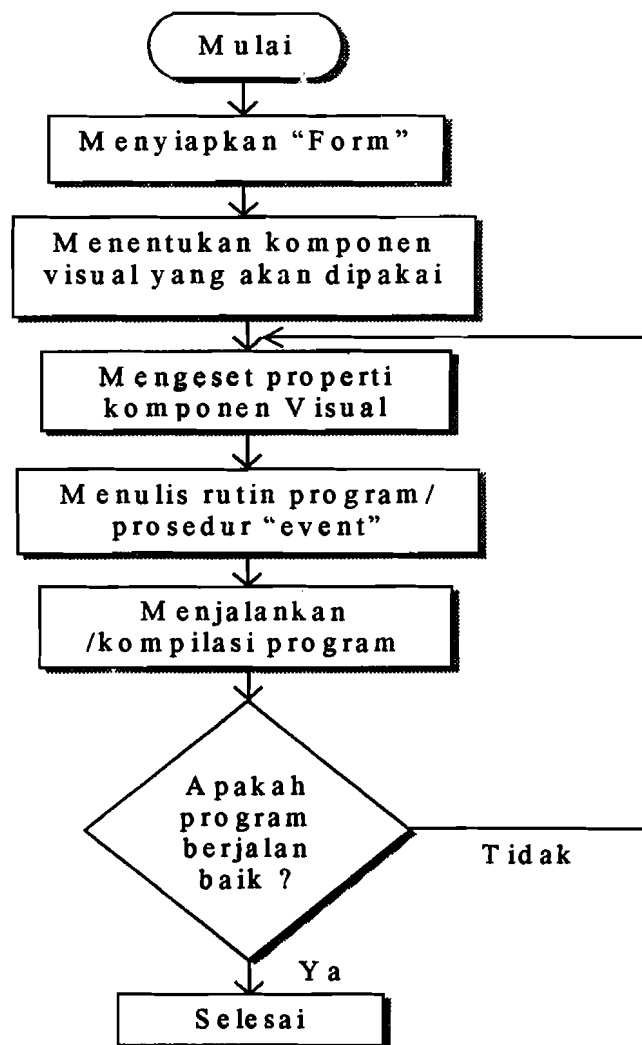 Mulai
Menyiapkan “Form”
Menentukan komponen
visual yang akan dipakai
Mengeset properti
komponen Visual
Menulis rutin program/
prosedur “event”
Menjalankan
/kompilasi program
Apakah
program
berjalan
baik ?
Tidak
Ya
Selesai